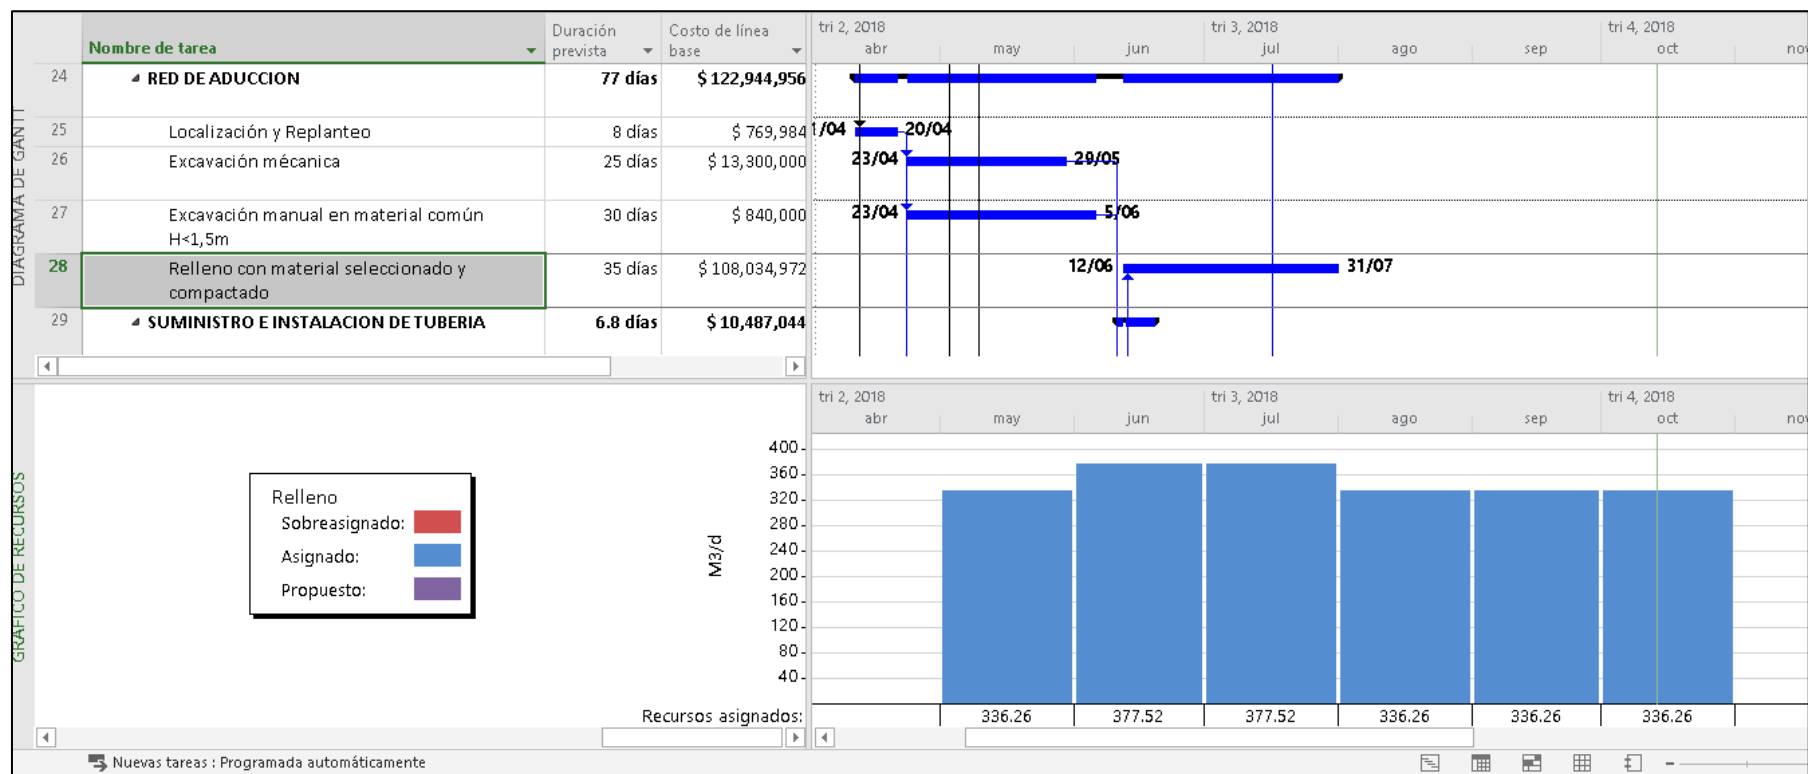 Nombre de tarea
Duración prevista
Costo de línea base
tri 2, 2018
tri 3, 2018
tri 4, 2018
abr
may
jun
jul
ago
sep
oct
DIAGRAMA DE GANTT
24 RED DE ADUCCION 77 días $ 122,944,956
25 Localización y Replanteo 8 días $ 769,984
1/04 20/04
26 Excavación mécanica 25 días $ 13,300,000
23/04 29/05
27 Excavación manual en material común 30 días $ 840,000
H<1,5m
23/04 5/06
28 Relleno con material seleccionado y 35 días $ 108,034,972
compactado
12/06 31/07
29 SUMINISTRO E INSTALACION DE TUBERIA 6.8 días $ 10,487,044
GRÁFICO DE RECURSOS
Relleno
Sobreasignado:
Asignado:
Propuesto:
tri 2, 2018
tri 3, 2018
tri 4, 2018
abr
may
jun
jul
ago
sep
oct
M3/d
400
360
320
280
240
200
160
120
80
40
Recursos asignados: 336.26 377.52 377.52 336.26 336.26 336.26
Nuevas tareas : Programada automáticamente